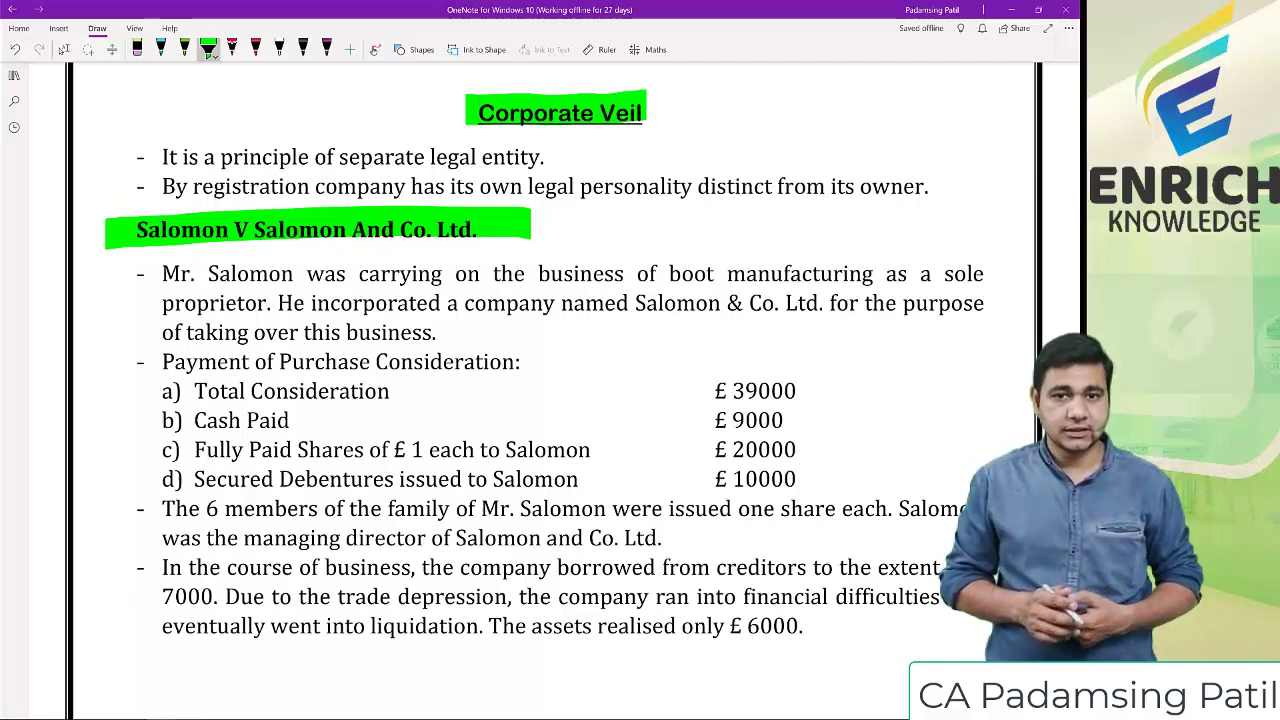 OneNote for Windows 10 (Working offline for 27 days)
Padamsing Patil
Home Insert Draw View Help
Saved offline Share
Shapes Ink to Shape Ink to Text Ruler Maths
Corporate Veil
- It is a principle of separate legal entity.
- By registration company has its own legal personality distinct from its owner.
Salomon V Salomon And Co. Ltd.
- Mr. Salomon was carrying on the business of boot manufacturing as a sole
proprietor. He incorporated a company named Salomon & Co. Ltd. for the purpose
of taking over this business.
- Payment of Purchase Consideration:
a) Total Consideration £ 39000
b) Cash Paid £ 9000
c) Fully Paid Shares of £ 1 each to Salomon £ 20000
d) Secured Debentures issued to Salomon £ 10000
- The 6 members of the family of Mr. Salomon were issued one share each.
was the managing director of Salomon and Co. Ltd.
- In the course of business, the company borrowed from creditors to the extent
7000. Due to the trade depression, the company ran into financial difficulties
eventually went into liquidation. The assets realised only £ 6000.
ENRICH
KNOWLEDGE
CA Padamsing Patil